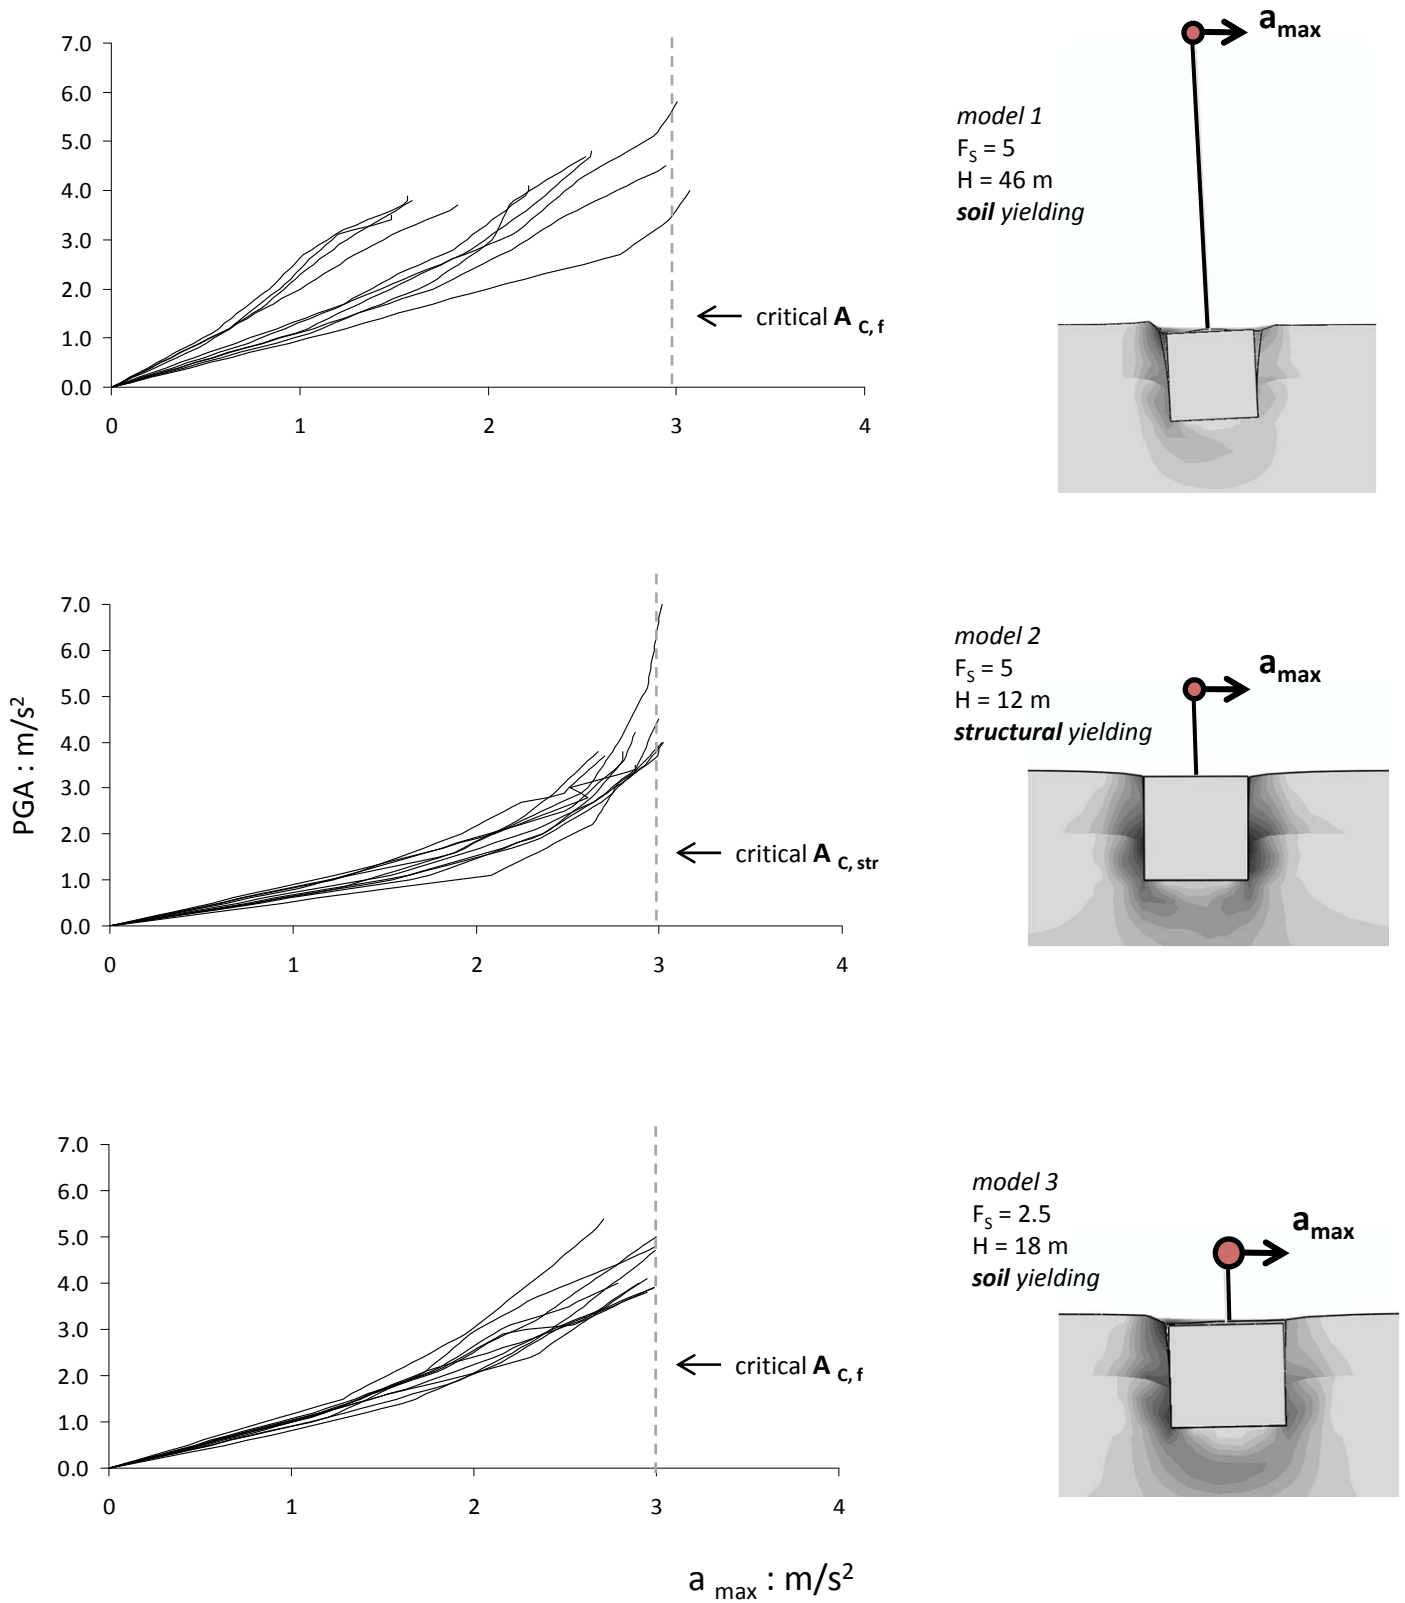 a max
7.0
6.0
5.0
4.0
3.0
2.0
1.0
0.0
0 1 2 3 4
critical A C, f
model 1
FS = 5
H = 46 m
soil yielding
PGA : m/s2
7.0
6.0
5.0
4.0
3.0
2.0
1.0
0.0
0 1 2 3 4
critical A C, str
model 2
FS = 5
H = 12 m
structural yielding
a max
7.0
6.0
5.0
4.0
3.0
2.0
1.0
0.0
0 1 2 3 4
critical A C, f
model 3
FS = 2.5
H = 18 m
soil yielding
a max
a max : m/s2